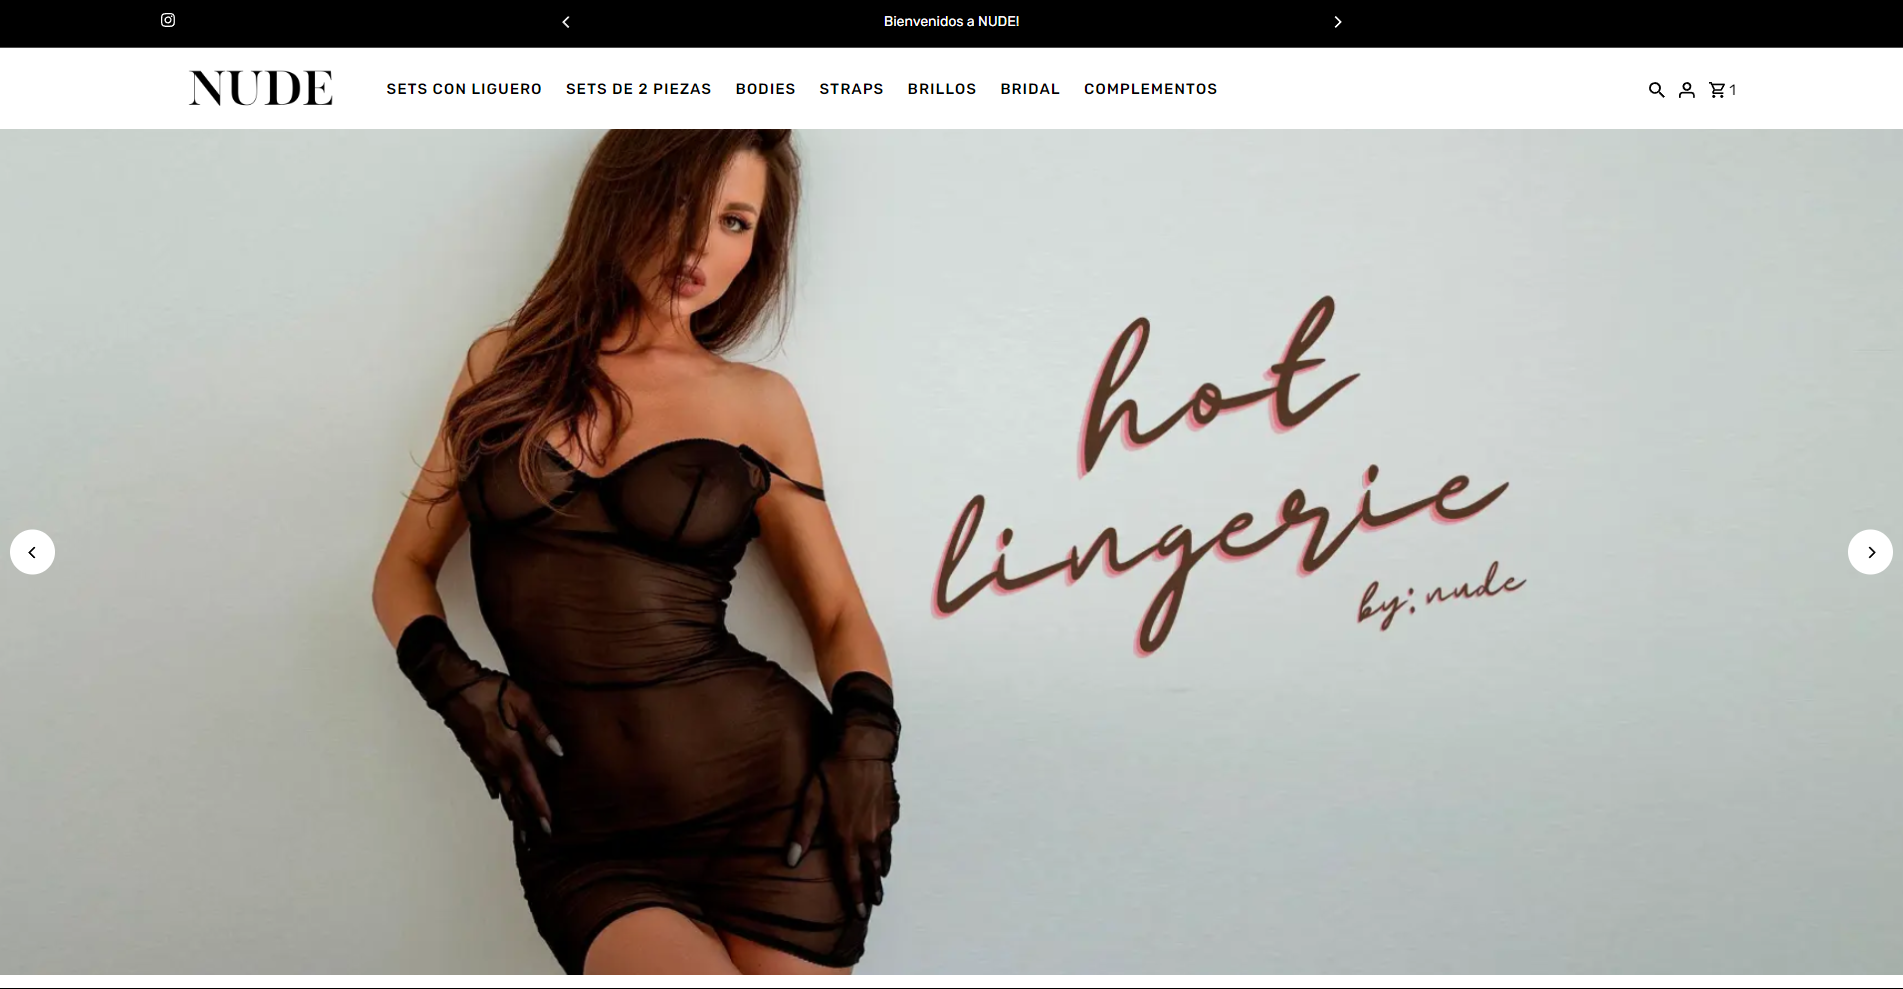 Bienvenidos a NUDE!
NUDE
SETS CON LIGUERO SETS DE 2 PIEZAS BODIES STRAPS BRILLOS BRIDAL COMPLEMENTOS
1
hot
lingerie
by: nude